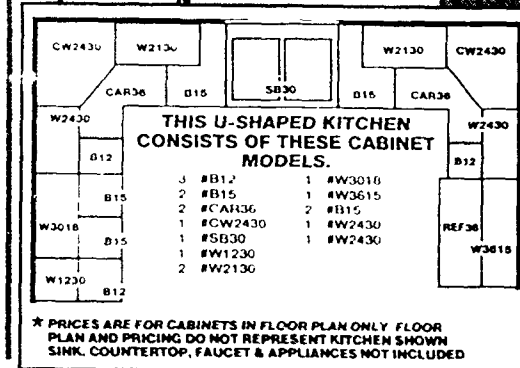 CW2430 W2130 W2130 CW2430
SB30
CAR36 B15 B15 CAR36
W2430 W2430
THIS U-SHAPED KITCHEN
CONSISTS OF THESE CABINET
MODELS.
B12 B12
3 #B12 1 #W3018
2 #B15 1 #W3615
2 #CAR36 2 #B15
1 #CW2430 1 #W2430
1 #SB30 1 #W2430
1 #W1230
2 #W2130
B15
W3018 B15
REF36
W3615
W1230 B12
* PRICES ARE FOR CABINETS IN FLOOR PLAN ONLY FLOOR
PLAN AND PRICING DO NOT REPRESENT KITCHEN SHOWN
SINK, COUNTERTOP, FAUCET & APPLIANCES NOT INCLUDED